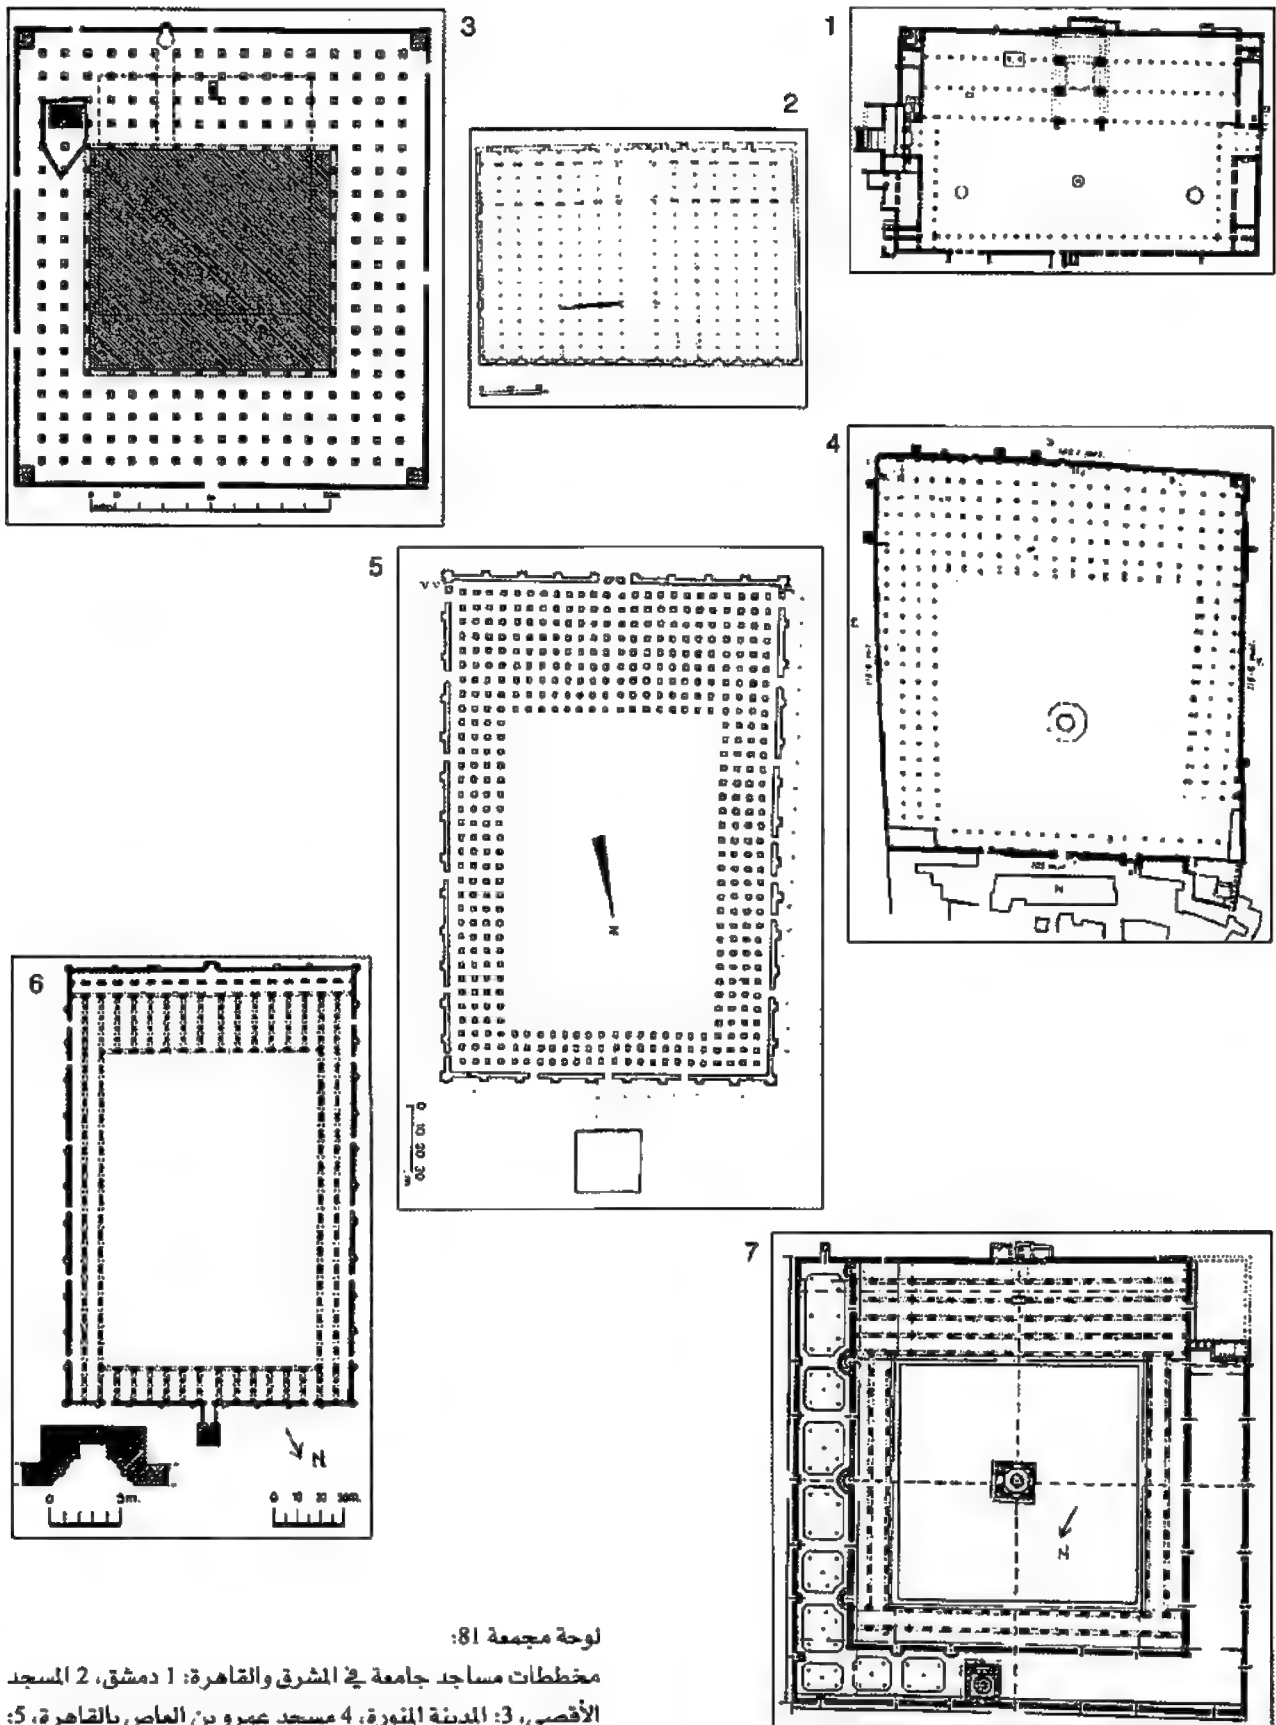 3
1
2
4
5
6
N
0 5m.
0 10 20 30m.
0 10 20 30 m
N
N
7
N
لوحة مجمعة 81:
مخططات مساجد جامعة في المشرق والقاهرة: 1 دمشق، 2 المسجد
الأقصى، 3: المدينة المنورة، 4 مسجد عمرو بن العاص بالقاهرة، 5: